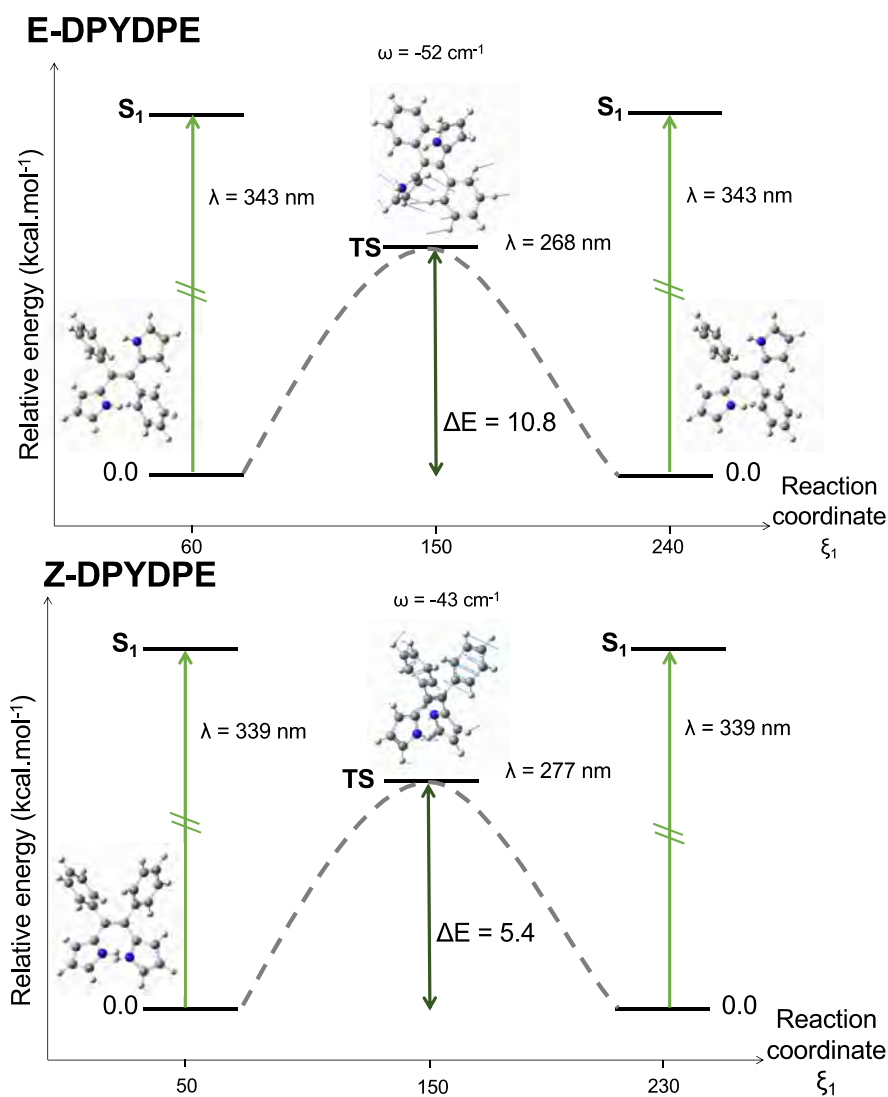 E-DPYDPE
ω = -52 cm-1
S1
S1
λ = 343 nm
λ = 343 nm
TS
λ = 268 nm
Relative energy (kcal.mol-1)
ΔE = 10.8
0.0
0.0
Reaction
coordinate
ξ1
60
150
240
Z-DPYDPE
ω = -43 cm-1
S1
S1
λ = 339 nm
λ = 339 nm
TS
λ = 277 nm
Relative energy (kcal.mol-1)
ΔE = 5.4
0.0
0.0
Reaction
coordinate
ξ1
50
150
230